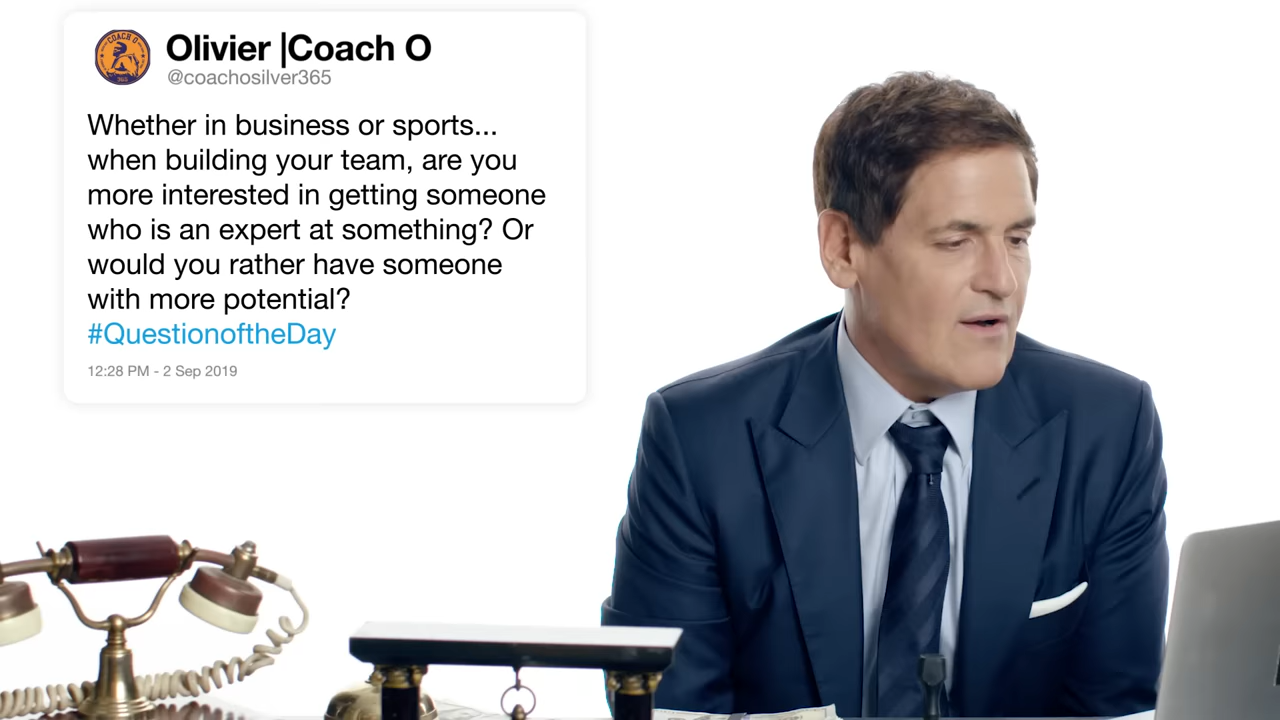 Olivier |Coach O
@coachosilver365
Whether in business or sports...
when building your team, are you
more interested in getting someone
who is an expert at something? Or
would you rather have someone
with more potential?
#QuestionoftheDay
12:28 PM - 2 Sep 2019
COACH O
365